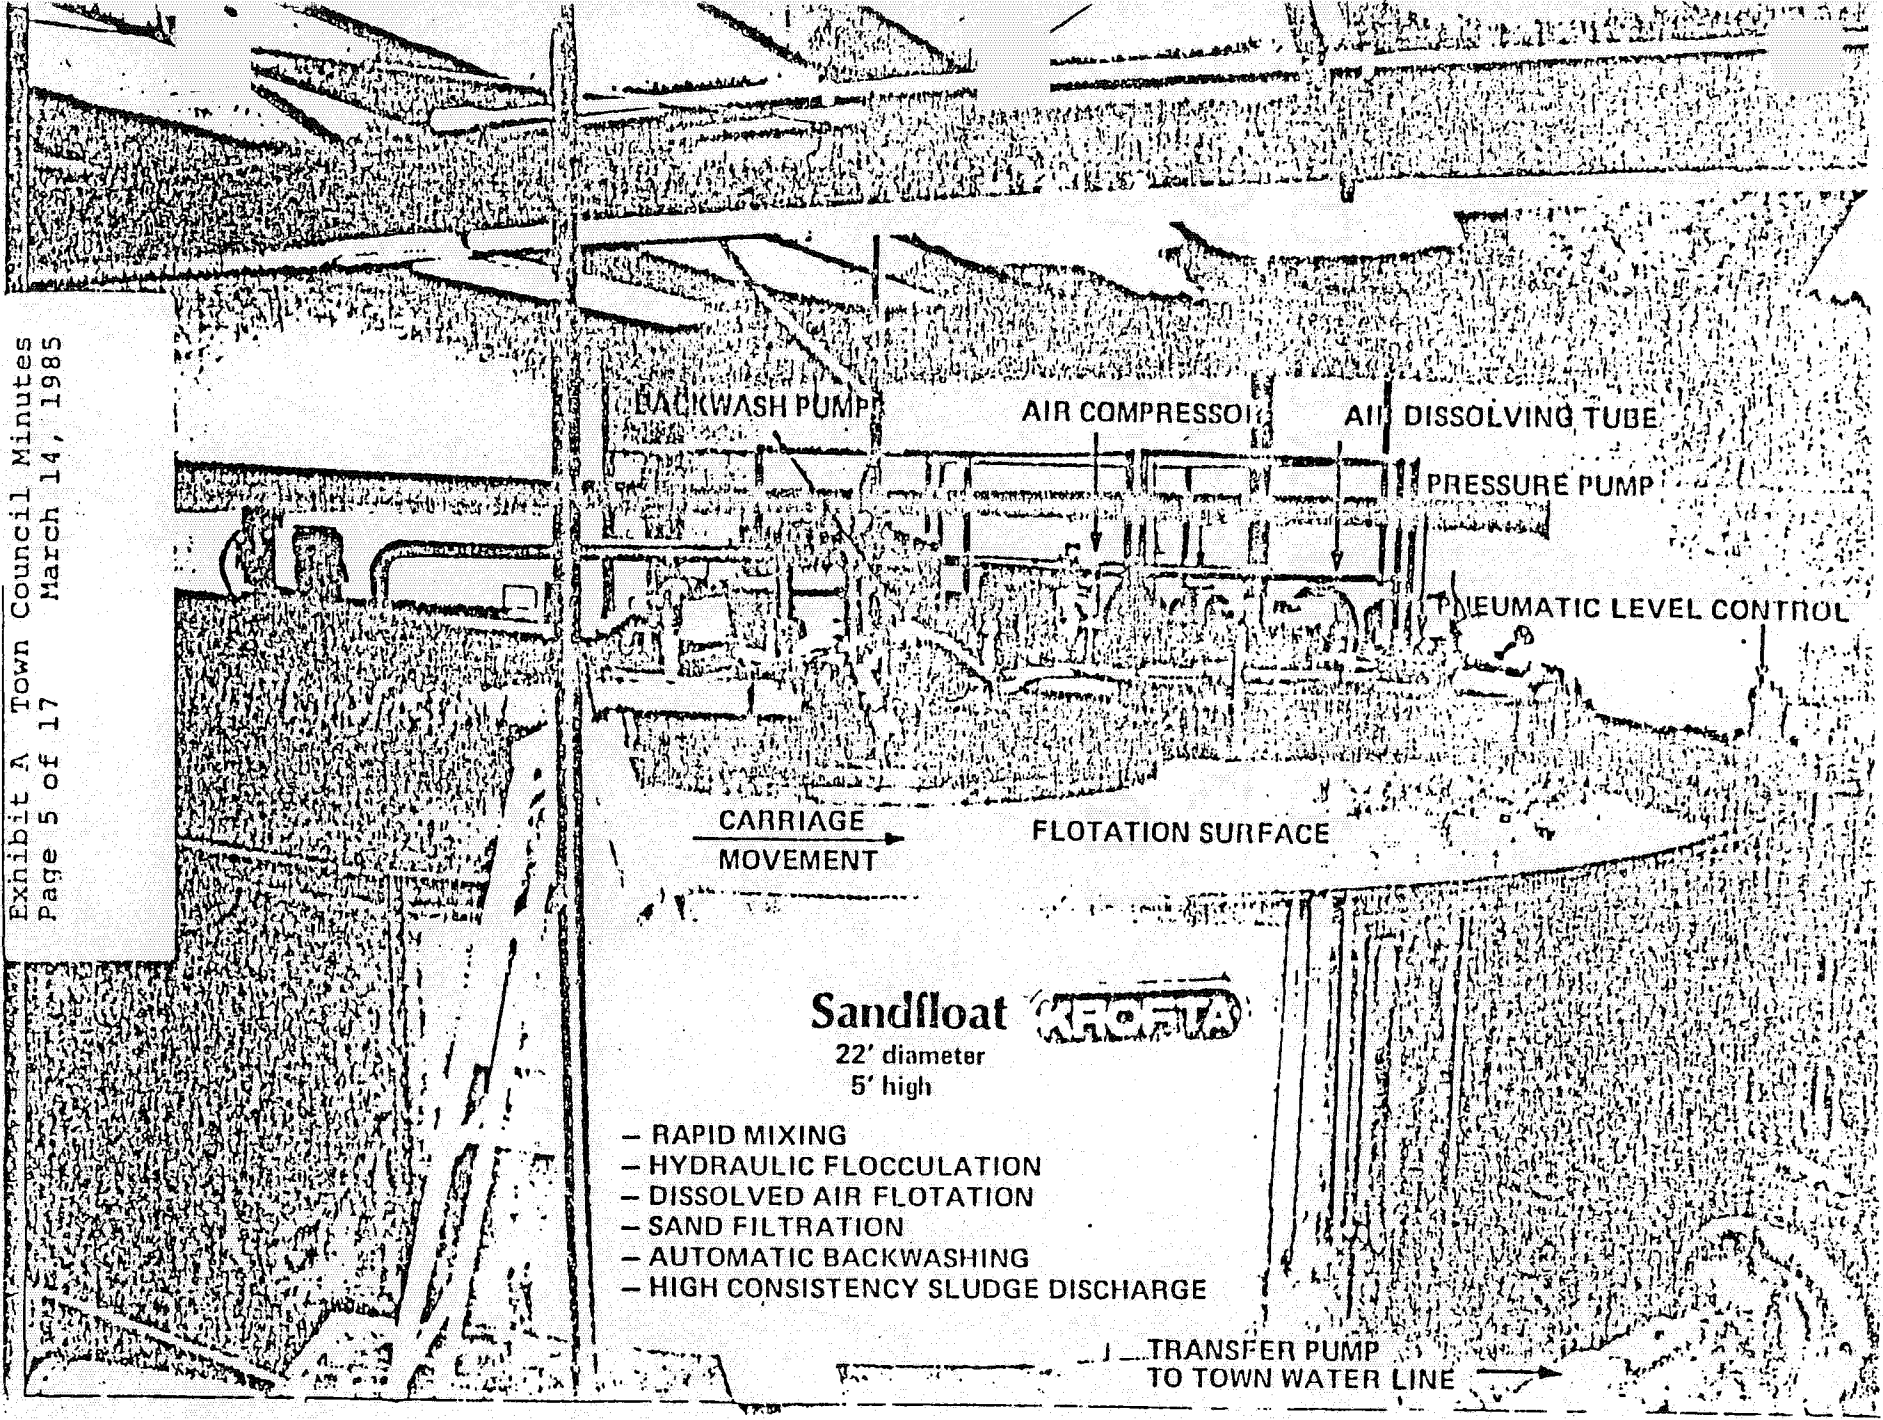 Exhibit A Town Council Minutes
Page 5 of 17 March 14, 1985
BACKWASH PUMP
AIR COMPRESSOR
AIR DISSOLVING TUBE
PRESSURE PUMP
PNEUMATIC LEVEL CONTROL
CARRIAGE
MOVEMENT
FLOTATION SURFACE
Sandfloat KROFTA
22' diameter
5' high
– RAPID MIXING
– HYDRAULIC FLOCCULATION
– DISSOLVED AIR FLOTATION
– SAND FILTRATION
– AUTOMATIC BACKWASHING
– HIGH CONSISTENCY SLUDGE DISCHARGE
TRANSFER PUMP
TO TOWN WATER LINE